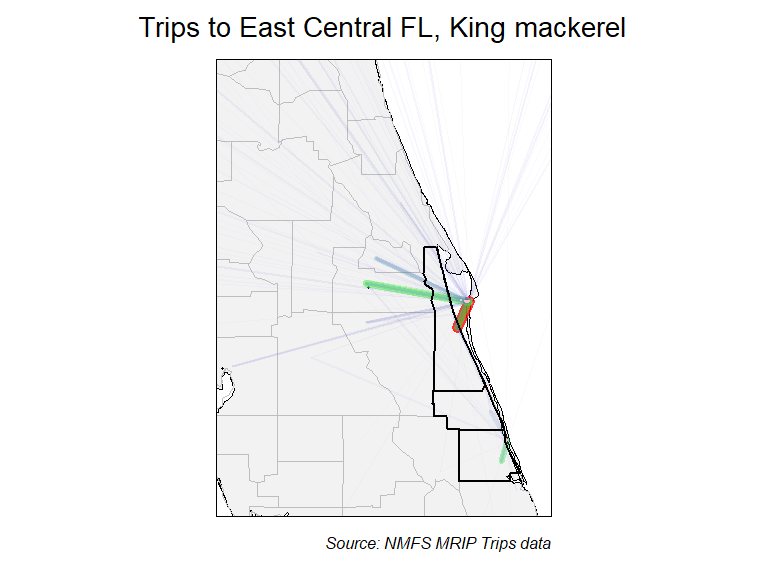 Trips to East Central FL, King mackerel
Source: NMFS MRIP Trips data